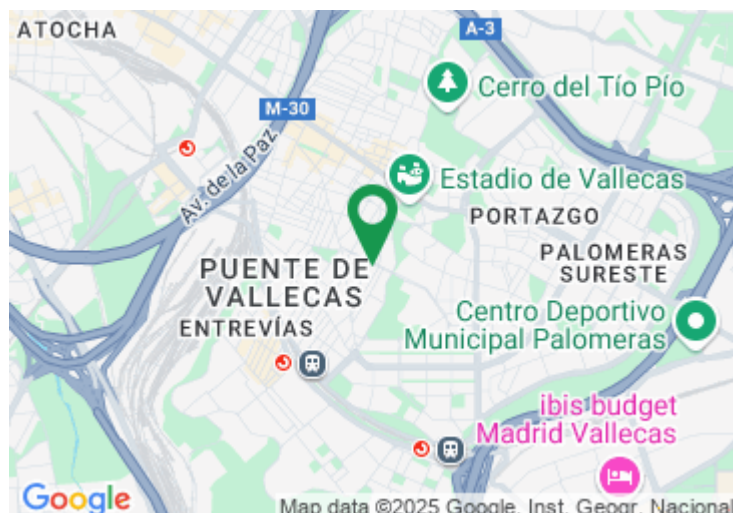 ATOCHA
A-3
Cerro del Tío Pío
M-30
Av. de la Paz
Estadio de Vallecas
PORTAZGO
PUENTE DE
VALLECAS
PALOMERAS
SURESTE
ENTREVÍAS
Centro Deportivo
Municipal Palomeras
ibis budget
Madrid Vallecas
Google
Map data ©2025 Google, Inst. Geogr. Nacional